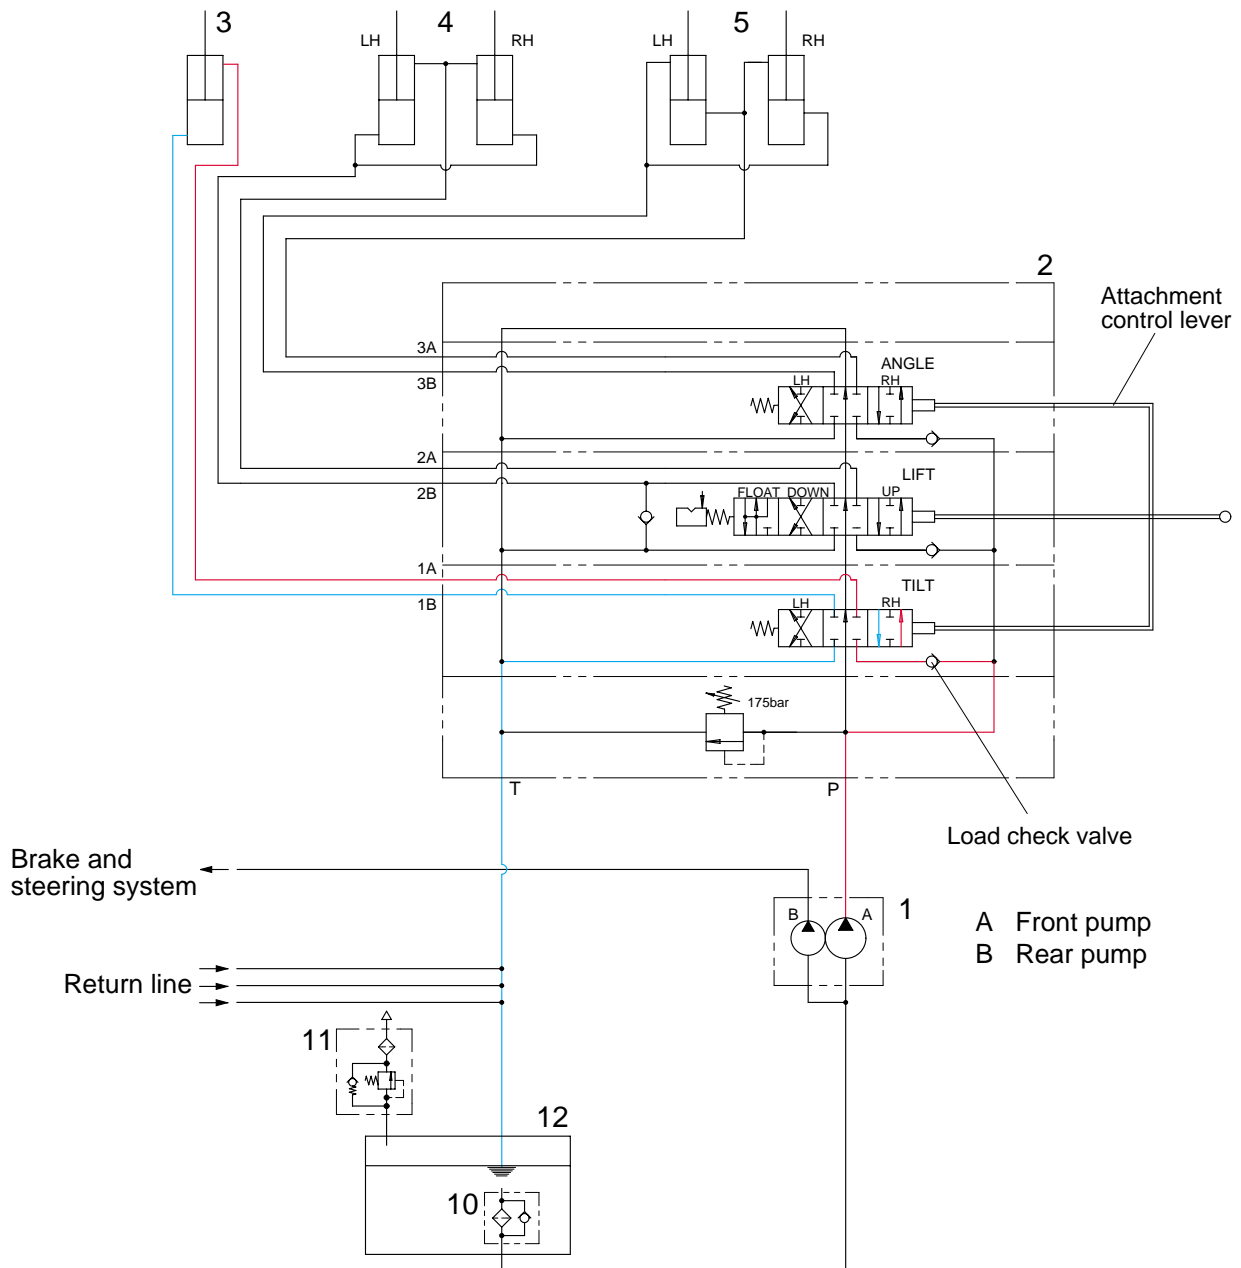 3
4
5
LH
RH
LH
RH
2
Attachment
control lever
3A
ANGLE
3B
LH
RH
2A
LIFT
2B
FLOAT
DOWN
UP
1A
TILT
1B
LH
RH
175bar
T
P
Load check valve
Brake and
steering system
B
A
1
A Front pump
B Rear pump
Return line
11
12
10